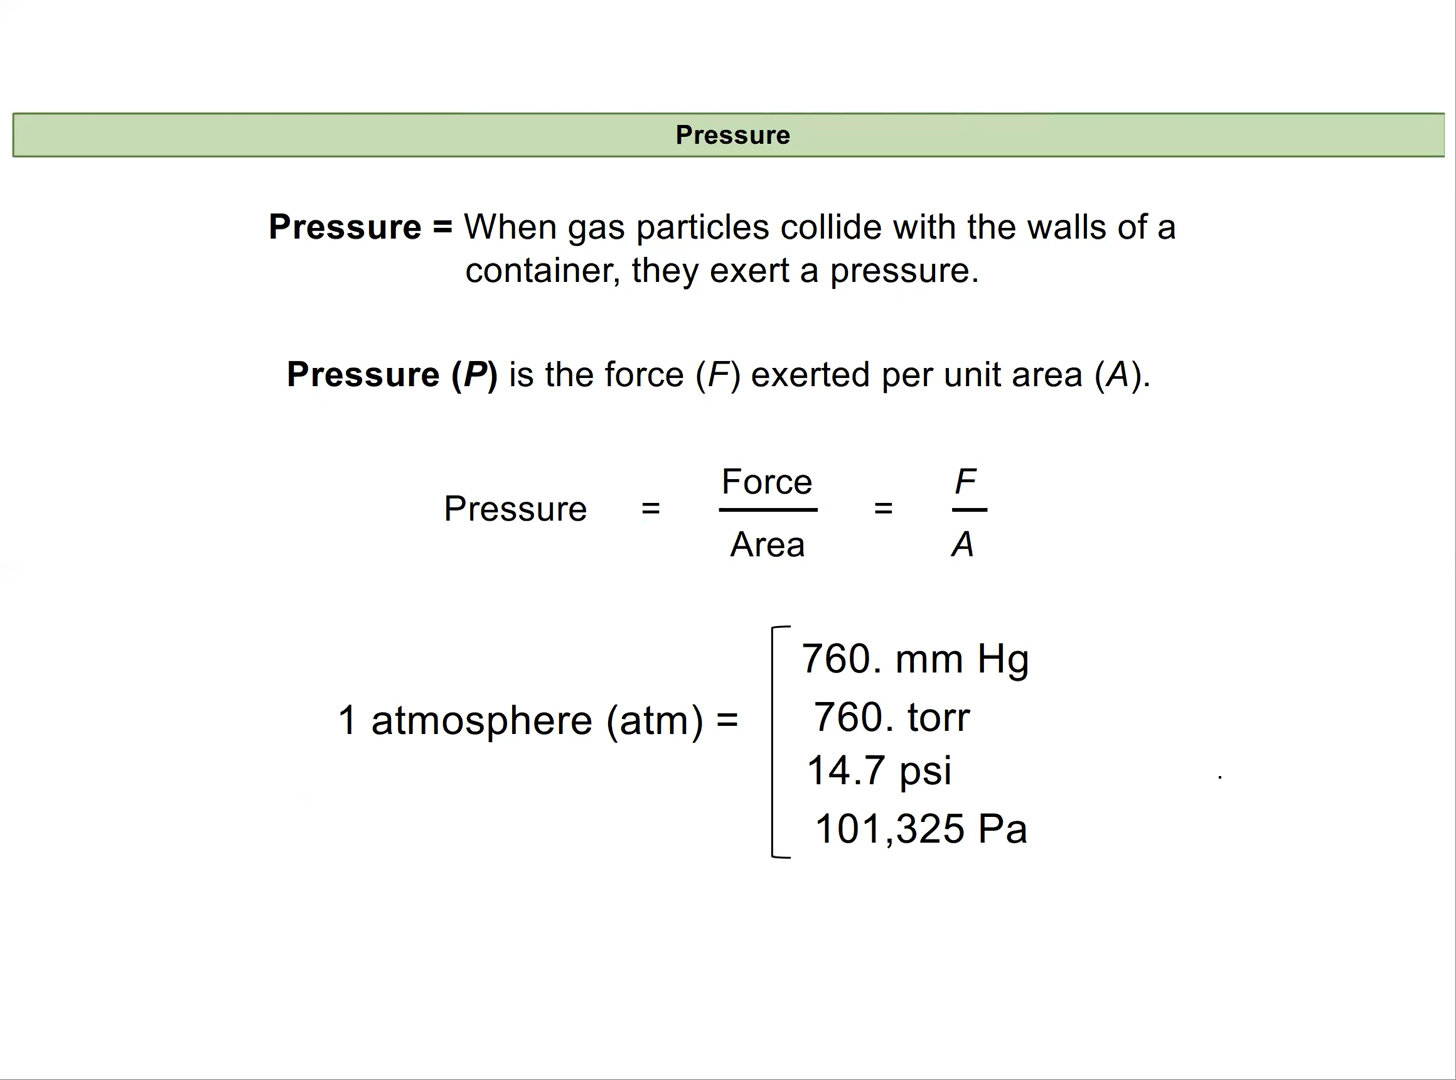 Pressure
Pressure = When gas particles collide with the walls of a
container, they exert a pressure.
Pressure (P) is the force (F) exerted per unit area (A).
Pressure = Force / Area = F / A
1 atmosphere (atm) =
760. mm Hg
760. torr
14.7 psi
101,325 Pa